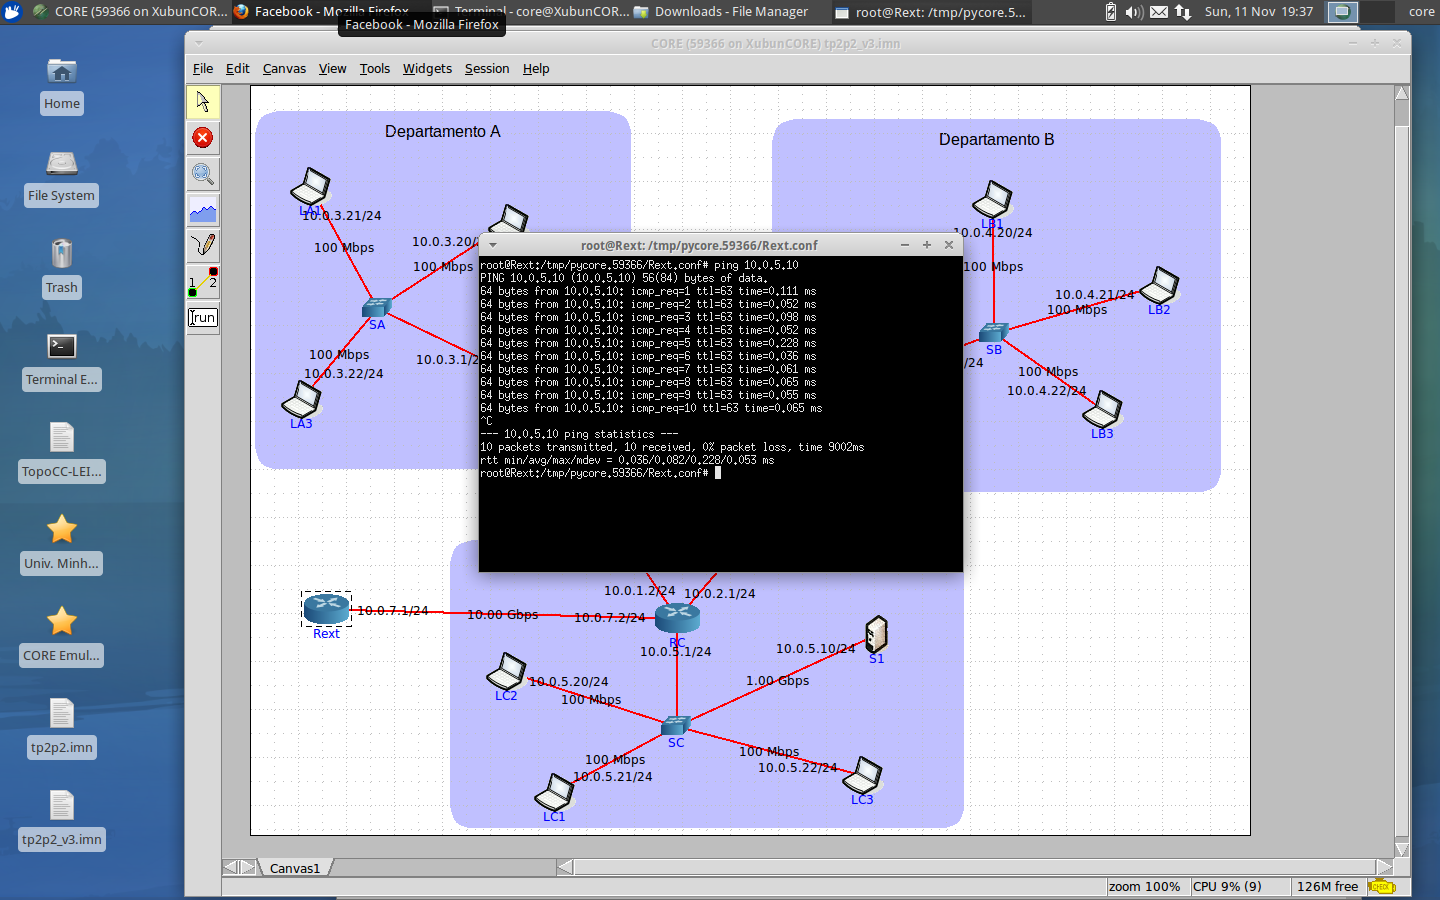 CORE (59366 on XubunCOR...
Facebook - Mozilla Firefox
Terminal - core@XubunCOR...
Downloads - File Manager
root@Rext: /tmp/pycore.5...
Sun, 11 Nov 19:37
core
Facebook - Mozilla Firefox
CORE (59366 on XubunCORE) tp2p2_v3.imn
File Edit Canvas View Tools Widgets Session Help
Home
File System
Trash
Terminal E...
TopoCC-LEI...
Univ. Minh...
CORE Emul...
tp2p2.imn
tp2p2_v3.imn
1 2
run
Departamento A
LA1
10.0.3.21/24
100 Mbps
10.0.3.20/
100 Mbps
SA
100 Mbps
10.0.3.22/24
10.0.3.1/2
LA3
Departamento B
LB1
10.0.4.20/24
100 Mbps
10.0.4.21/24
100 Mbps
LB2
SB
/24
100 Mbps
10.0.4.22/24
LB3
root@Rext: /tmp/pycore.59366/Rext.conf
root@Rext:/tmp/pycore.59366/Rext.conf# ping 10.0.5.10
PING 10.0.5.10 (10.0.5.10) 56(84) bytes of data.
64 bytes from 10.0.5.10: icmp_req=1 ttl=63 time=0.111 ms
64 bytes from 10.0.5.10: icmp_req=2 ttl=63 time=0.052 ms
64 bytes from 10.0.5.10: icmp_req=3 ttl=63 time=0.098 ms
64 bytes from 10.0.5.10: icmp_req=4 ttl=63 time=0.052 ms
64 bytes from 10.0.5.10: icmp_req=5 ttl=63 time=0.228 ms
64 bytes from 10.0.5.10: icmp_req=6 ttl=63 time=0.036 ms
64 bytes from 10.0.5.10: icmp_req=7 ttl=63 time=0.061 ms
64 bytes from 10.0.5.10: icmp_req=8 ttl=63 time=0.065 ms
64 bytes from 10.0.5.10: icmp_req=9 ttl=63 time=0.055 ms
64 bytes from 10.0.5.10: icmp_req=10 ttl=63 time=0.065 ms
^C
--- 10.0.5.10 ping statistics ---
10 packets transmitted, 10 received, 0% packet loss, time 9002ms
rtt min/avg/max/mdev = 0.036/0.082/0.228/0.053 ms
root@Rext:/tmp/pycore.59366/Rext.conf#
10.0.1.2/24
10.0.2.1/24
10.0.7.1/24
10.00 Gbps
10.0.7.2/24
Rext
RC
10.0.5.1/24
10.0.5.10/24
S1
1.00 Gbps
10.0.5.20/24
LC2
100 Mbps
SC
100 Mbps
10.0.5.21/24
LC1
100 Mbps
10.0.5.22/24
LC3
Canvas1
zoom 100%
CPU 9% (9)
126M free
CHECK